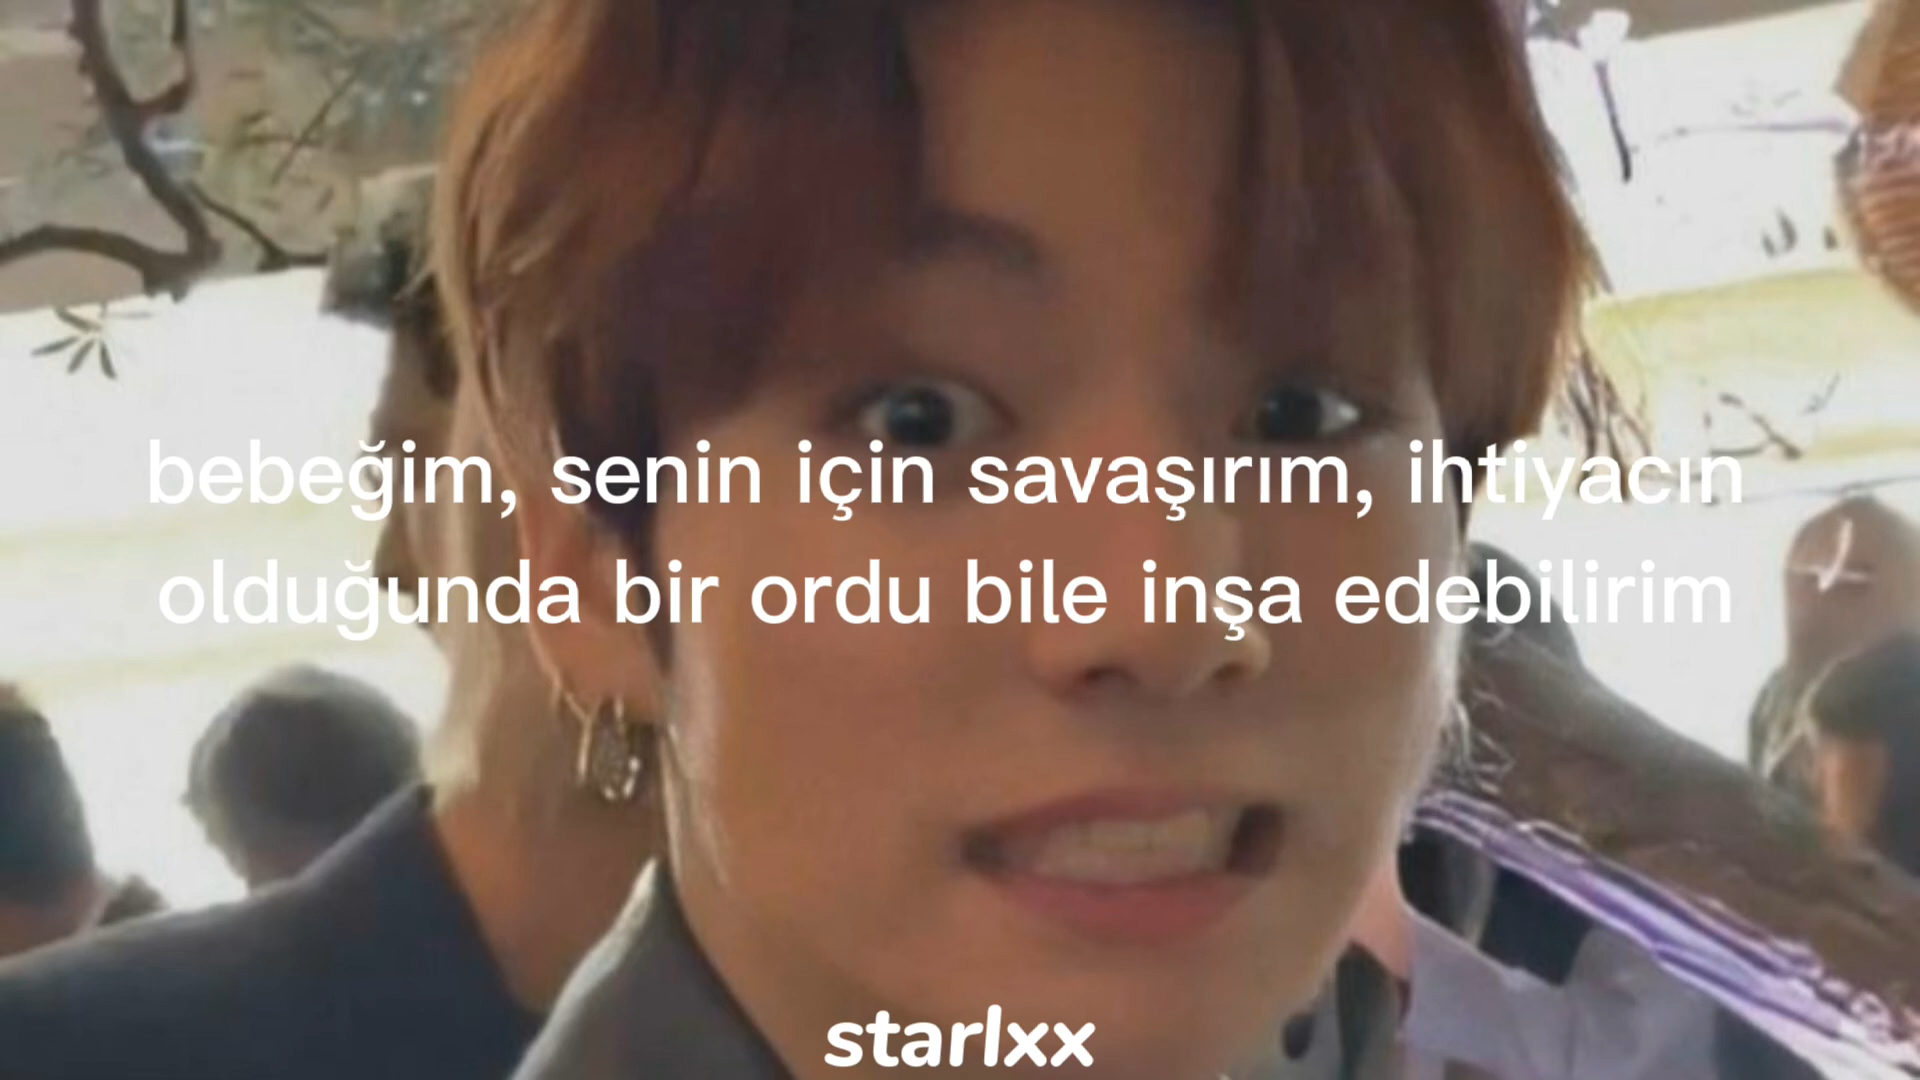 bebeğim, senin için savaşırım, ihtiyacın
olduğunda bir ordu bile inşa edebilirim
starlxx